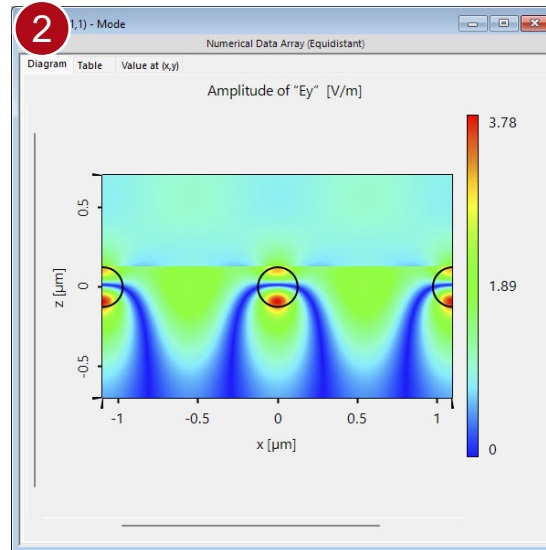 2
1,1) - Mode
Numerical Data Array (Equidistant)
Diagram Table Value at (x,y)
Amplitude of "Ey" [V/m]
3.78
1.89
0
z [µm]
0.5
0
-0.5
-1 -0.5 0 0.5 1
x [µm]